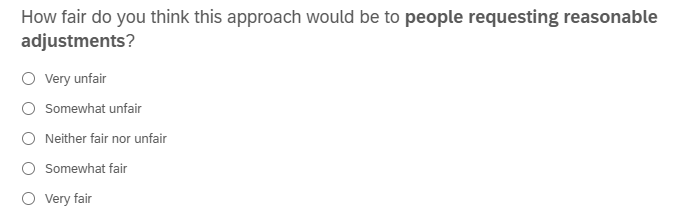 How fair do you think this approach would be to people requesting reasonable
adjustments?
Very unfair
Somewhat unfair
Neither fair nor unfair
Somewhat fair
Very fair